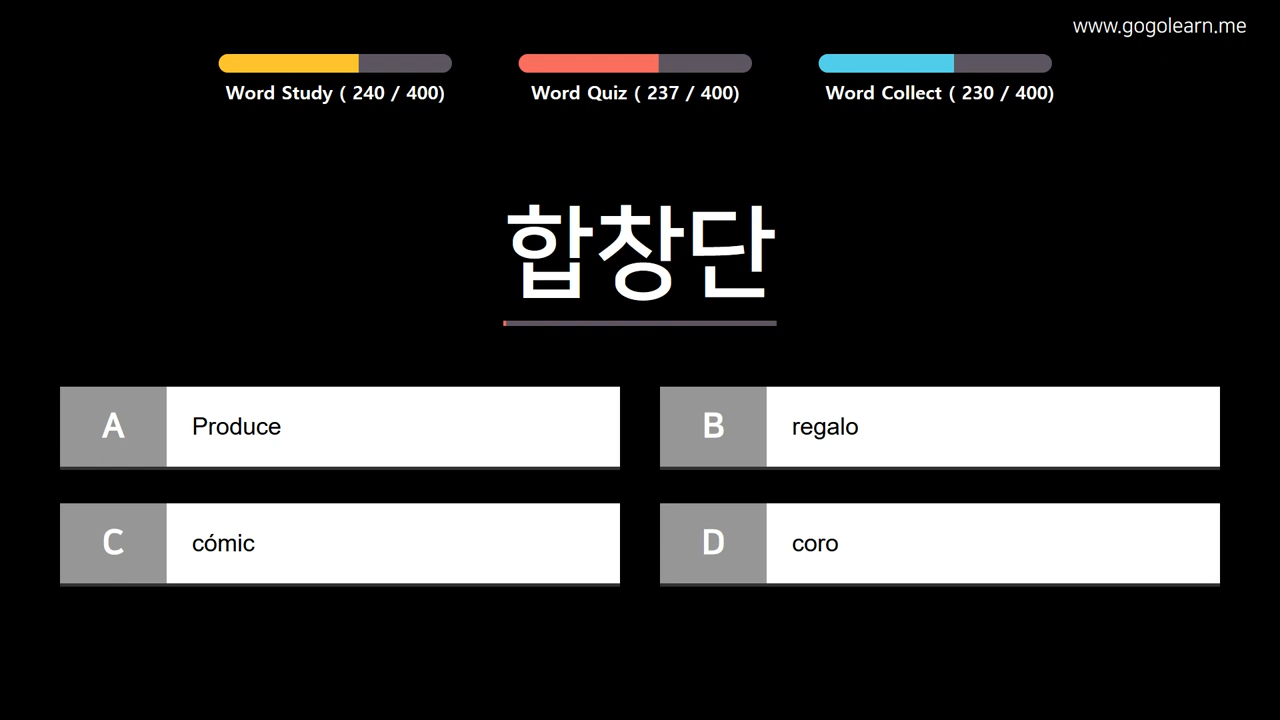 www.gogolearn.me
Word Study ( 240 / 400)
Word Quiz ( 237 / 400)
Word Collect ( 230 / 400)
합창단
A Produce
B regalo
C cómic
D coro